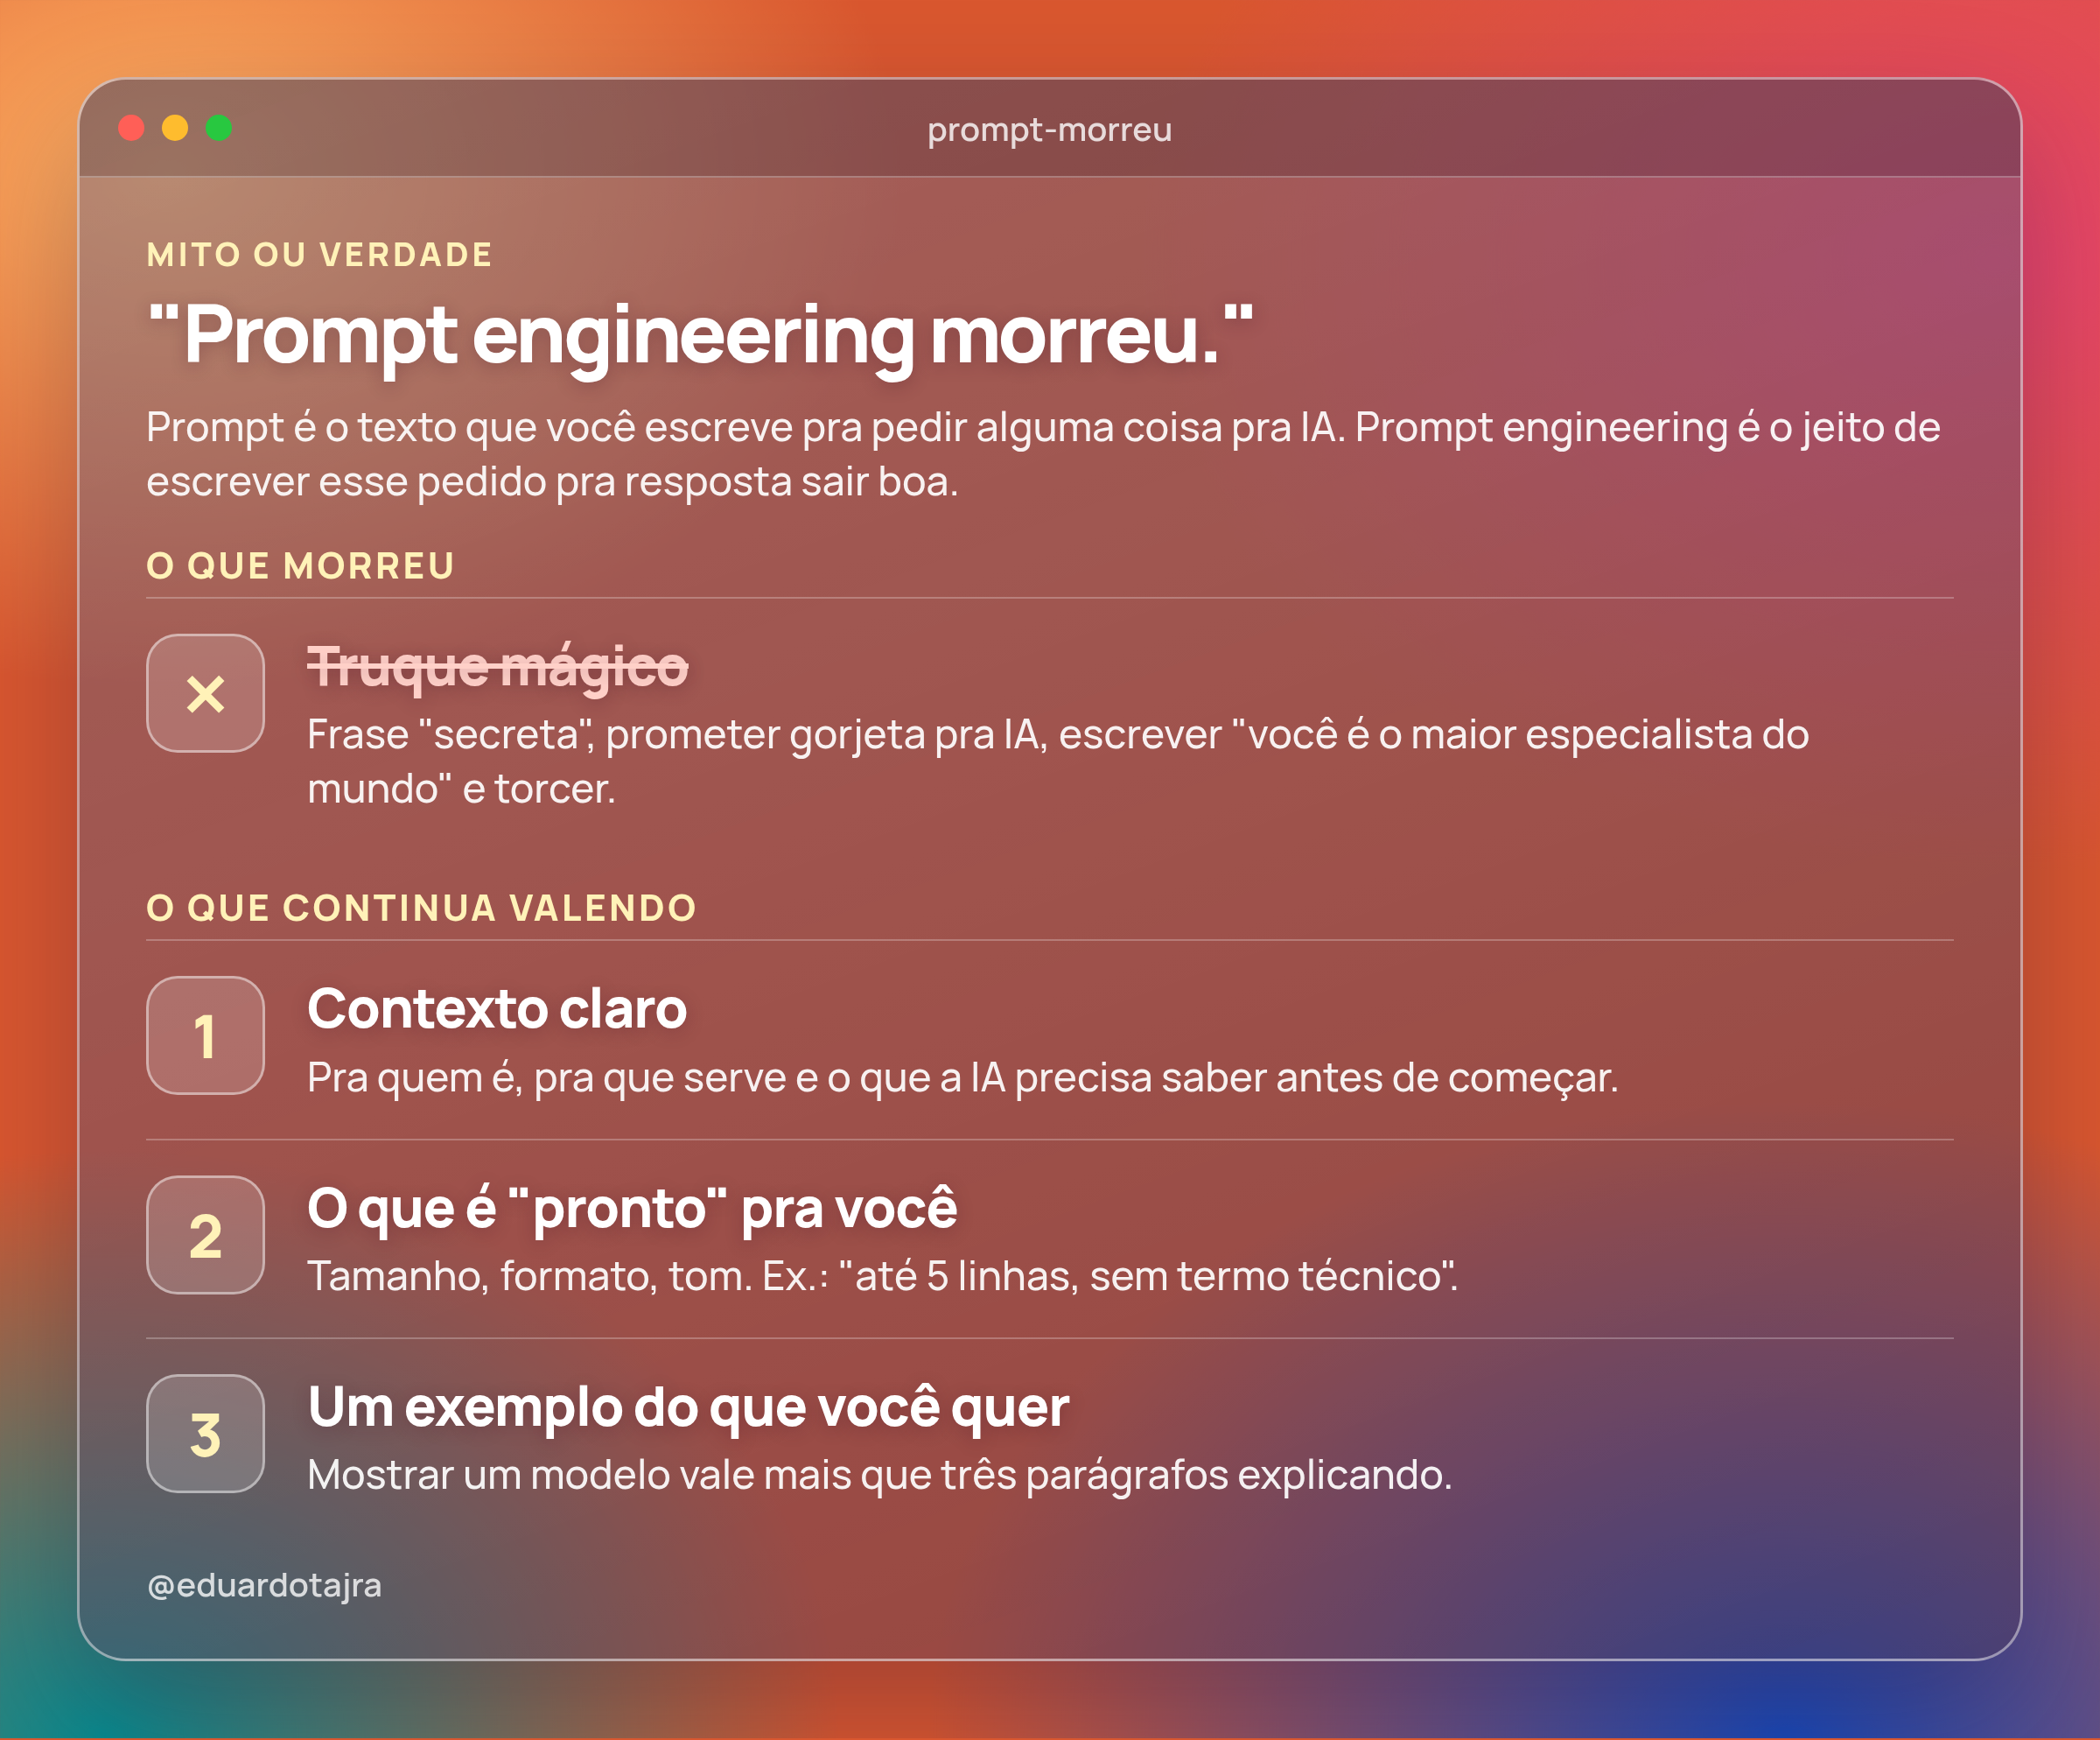 prompt-morreu
MITO OU VERDADE
"Prompt engineering morreu."
Prompt é o texto que você escreve pra pedir alguma coisa pra IA. Prompt engineering é o jeito de
escrever esse pedido pra resposta sair boa.
O QUE MORREU
✕
Truque mágico
Frase "secreta", prometer gorjeta pra IA, escrever "você é o maior especialista do
mundo" e torcer.
O QUE CONTINUA VALENDO
1
Contexto claro
Pra quem é, pra que serve e o que a IA precisa saber antes de começar.
2
O que é "pronto" pra você
Tamanho, formato, tom. Ex.: "até 5 linhas, sem termo técnico".
3
Um exemplo do que você quer
Mostrar um modelo vale mais que três parágrafos explicando.
@eduardotajra